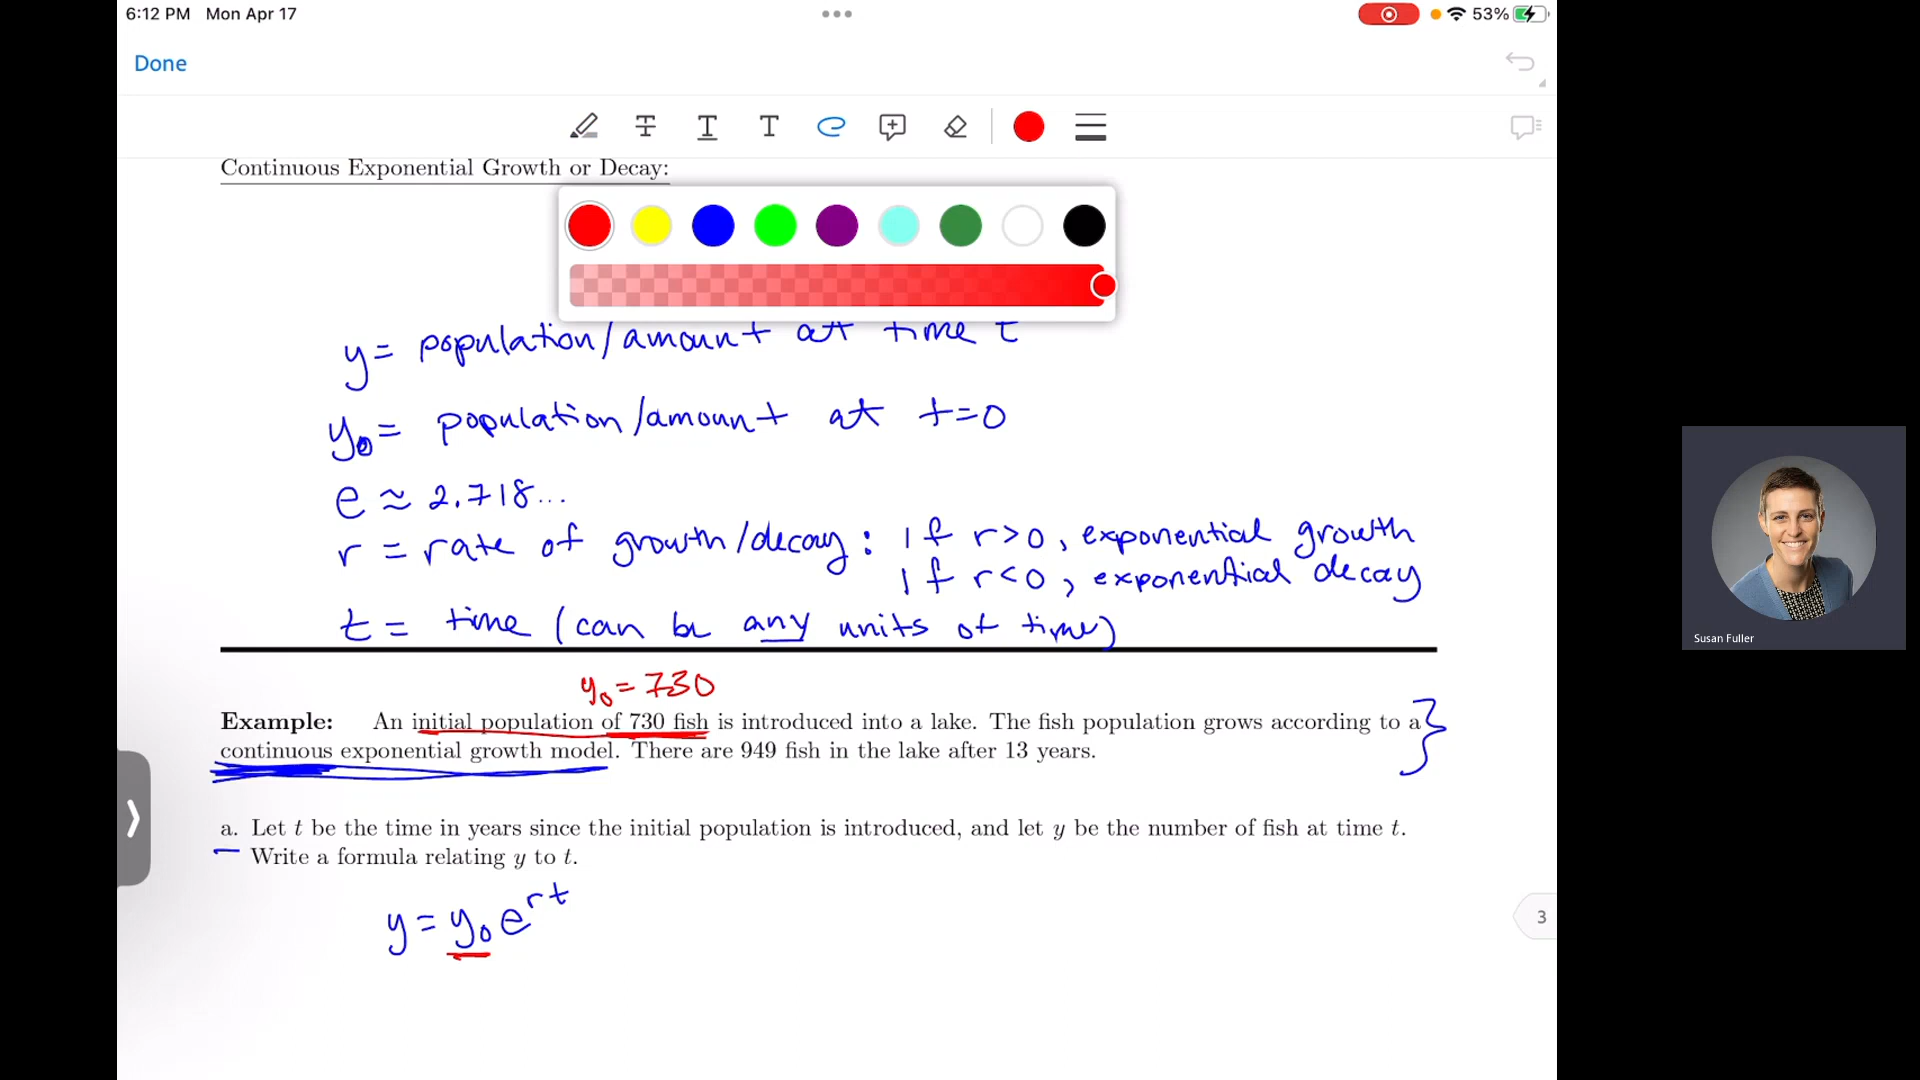 6:12 PM Mon Apr 17
53%
Done
T T T
Continuous Exponential Growth or Decay:
y = population/amount at time t
y₀ = population/amount at t=0
e ≈ 2.718...
r = rate of growth/decay: if r>0, exponential growth
if r<0, exponential decay
t = time (can be any units of time)
y₀ = 730
Example: An initial population of 730 fish is introduced into a lake. The fish population grows according to a
continuous exponential growth model. There are 949 fish in the lake after 13 years.
a. Let t be the time in years since the initial population is introduced, and let y be the number of fish at time t.
Write a formula relating y to t.
y = y₀e^rt
3
Susan Fuller